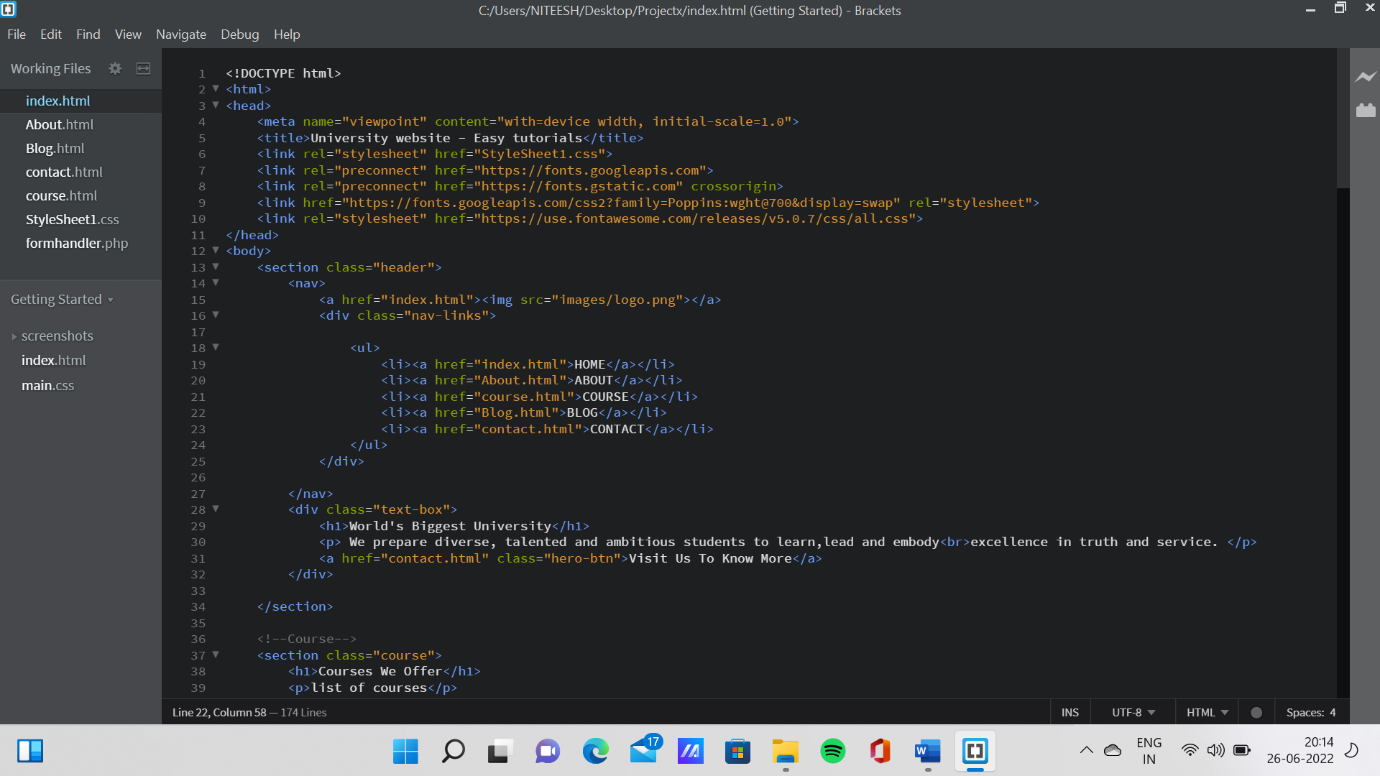 C:/Users/NITEESH/Desktop/Projectx/index.html (Getting Started) - Brackets
File Edit Find View Navigate Debug Help
Working Files
index.html
About.html
Blog.html
contact.html
course.html
StyleSheet1.css
formhandler.php
Getting Started
screenshots
index.html
main.css
1 <!DOCTYPE html>
2 <html>
3 <head>
4 <meta name="viewpoint" content="with=device width, initial-scale=1.0">
5 <title>University website - Easy tutorials</title>
6 <link rel="stylesheet" href="StyleSheet1.css">
7 <link rel="preconnect" href="https://fonts.googleapis.com">
8 <link rel="preconnect" href="https://fonts.gstatic.com" crossorigin>
9 <link href="https://fonts.googleapis.com/css2?family=Poppins:wght@700&display=swap" rel="stylesheet">
10 <link rel="stylesheet" href="https://use.fontawesome.com/releases/v5.0.7/css/all.css">
11 </head>
12 <body>
13 <section class="header">
14 <nav>
15 <a href="index.html"><img src="images/logo.png"></a>
16 <div class="nav-links">
17
18 <ul>
19 <li><a href="index.html">HOME</a></li>
20 <li><a href="About.html">ABOUT</a></li>
21 <li><a href="course.html">COURSE</a></li>
22 <li><a href="Blog.html">BLOG</a></li>
23 <li><a href="contact.html">CONTACT</a></li>
24 </ul>
25 </div>
26
27 </nav>
28 <div class="text-box">
29 <h1>World's Biggest University</h1>
30 <p> We prepare diverse, talented and ambitious students to learn,lead and embody<br>excellence in truth and service. </p>
31 <a href="contact.html" class="hero-btn">Visit Us To Know More</a>
32 </div>
33
34 </section>
35
36 <!--Course-->
37 <section class="course">
38 <h1>Courses We Offer</h1>
39 <p>list of courses</p>
Line 22, Column 58 — 174 Lines
INS UTF-8 HTML Spaces: 4
17
ENG
IN
20:14
26-06-2022